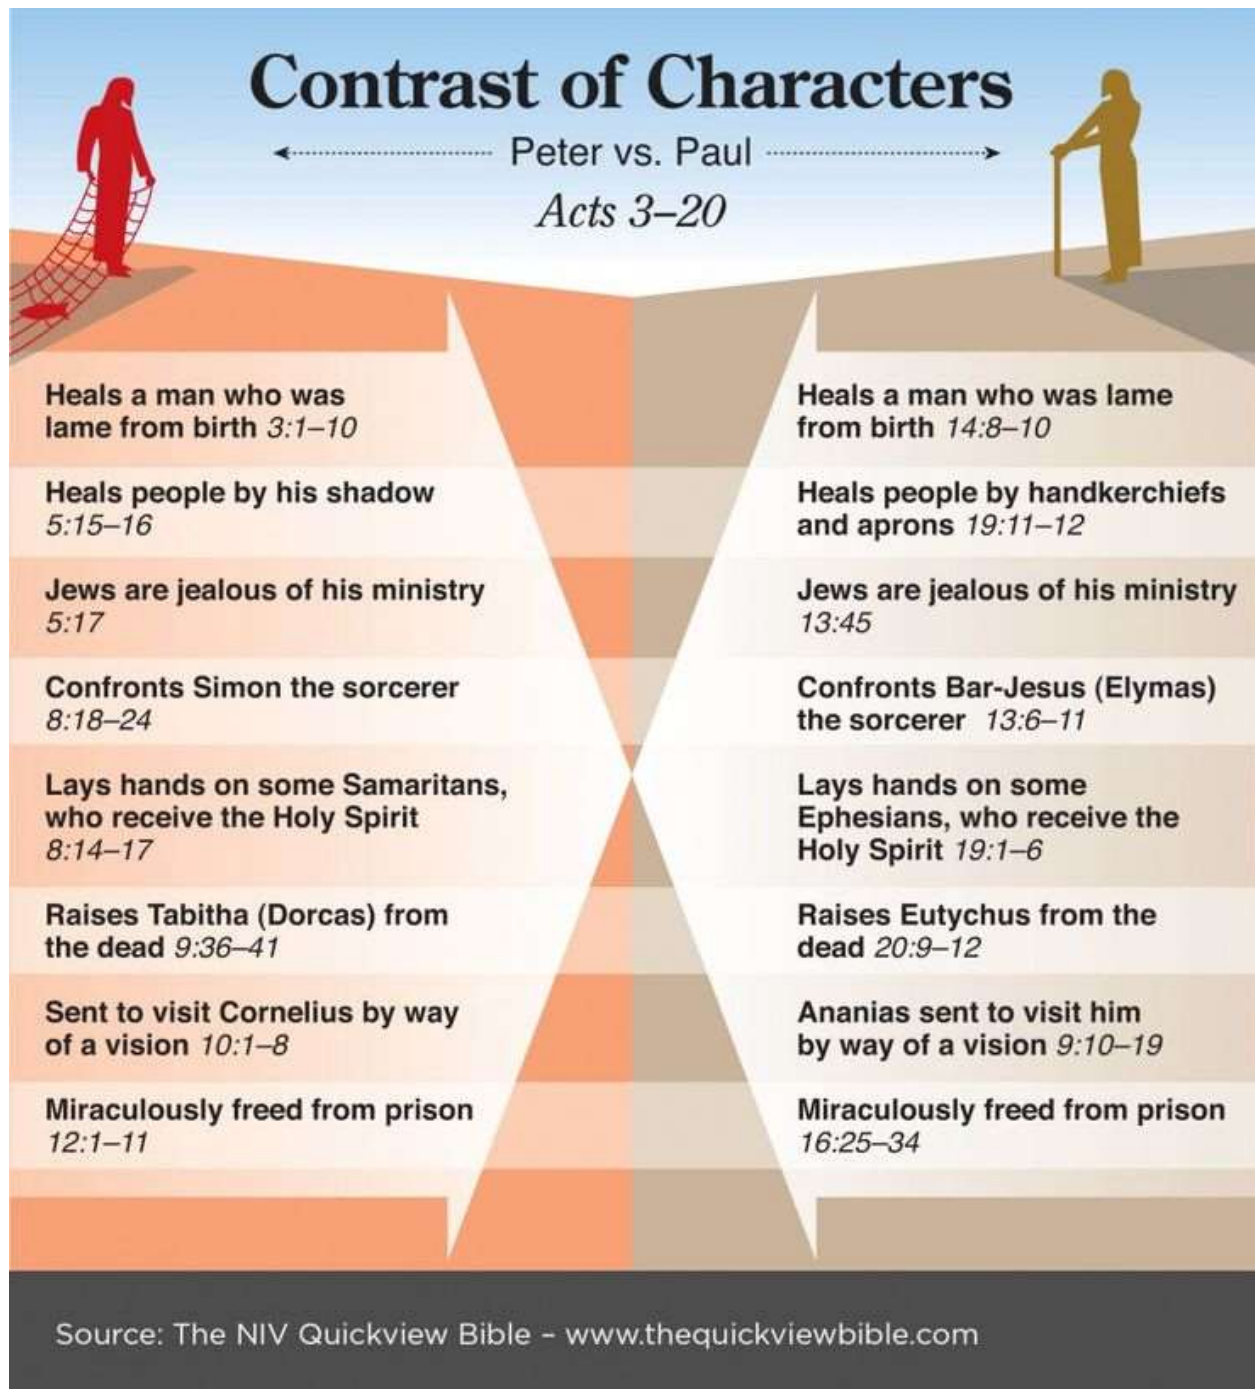 Contrast of Characters
Peter vs. Paul
Acts 3–20
Heals a man who was
lame from birth 3:1–10
Heals people by his shadow
5:15–16
Jews are jealous of his ministry
5:17
Confronts Simon the sorcerer
8:18–24
Lays hands on some Samaritans,
who receive the Holy Spirit
8:14–17
Raises Tabitha (Dorcas) from
the dead 9:36–41
Sent to visit Cornelius by way
of a vision 10:1–8
Miraculously freed from prison
12:1–11
Heals a man who was lame
from birth 14:8–10
Heals people by handkerchiefs
and aprons 19:11–12
Jews are jealous of his ministry
13:45
Confronts Bar-Jesus (Elymas)
the sorcerer 13:6–11
Lays hands on some
Ephesians, who receive the
Holy Spirit 19:1–6
Raises Eutychus from the
dead 20:9–12
Ananias sent to visit him
by way of a vision 9:10–19
Miraculously freed from prison
16:25–34
Source: The NIV Quickview Bible – www.thequickviewbible.com